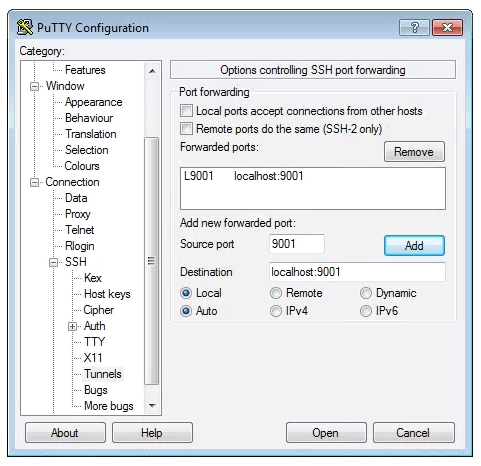 PuTTY Configuration
Category:
Features
Window
Appearance
Behaviour
Translation
Selection
Colours
Connection
Data
Proxy
Telnet
Rlogin
SSH
Kex
Host keys
Cipher
Auth
TTY
X11
Tunnels
Bugs
More bugs
Options controlling SSH port forwarding
Port forwarding
Local ports accept connections from other hosts
Remote ports do the same (SSH-2 only)
Forwarded ports:
Remove
L9001 localhost:9001
Add new forwarded port:
Source port 9001 Add
Destination localhost:9001
Local Remote Dynamic
Auto IPv4 IPv6
About Help Open Cancel